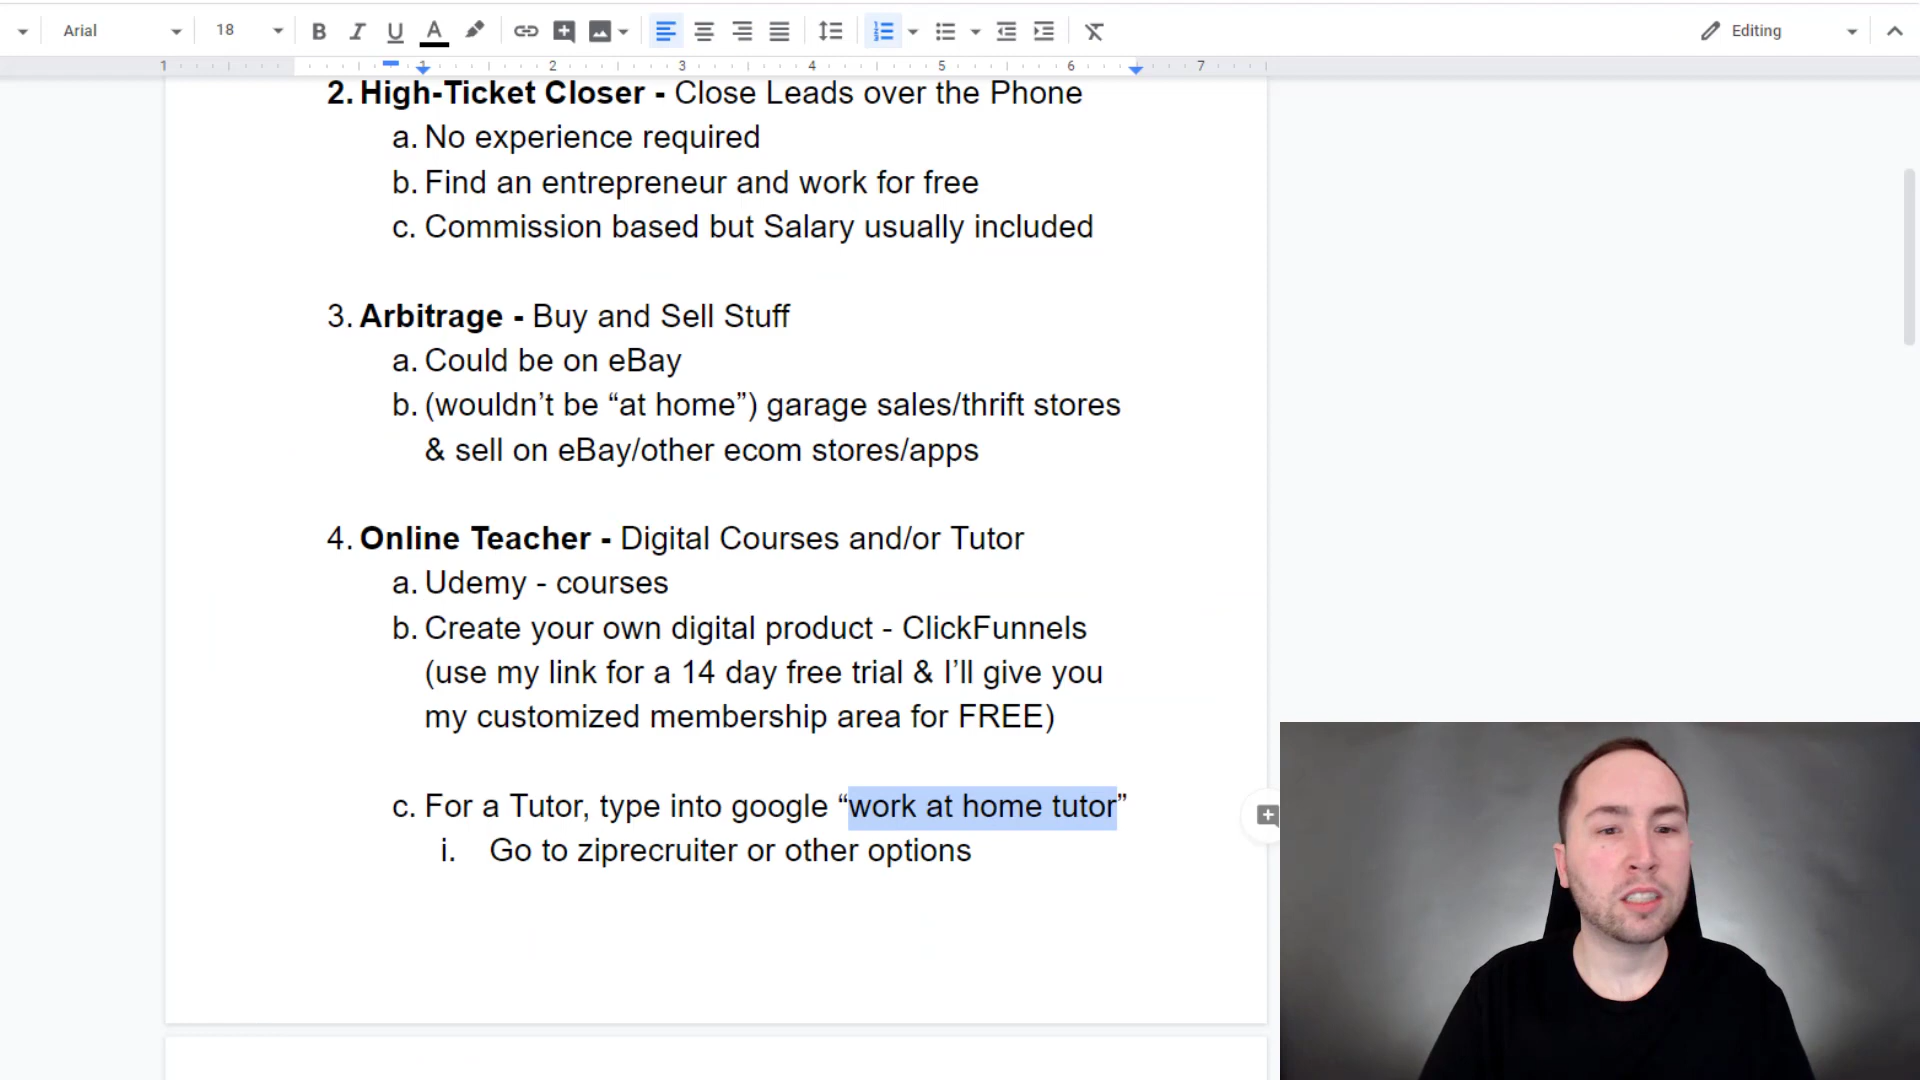 Arial
18
Editing
1 1 2 3 4 5 6 7
2. High-Ticket Closer - Close Leads over the Phone
a. No experience required
b. Find an entrepreneur and work for free
c. Commission based but Salary usually included
3. Arbitrage - Buy and Sell Stuff
a. Could be on eBay
b. (wouldn’t be “at home”) garage sales/thrift stores
& sell on eBay/other ecom stores/apps
4. Online Teacher - Digital Courses and/or Tutor
a. Udemy - courses
b. Create your own digital product - ClickFunnels
(use my link for a 14 day free trial & I’ll give you
my customized membership area for FREE)
c. For a Tutor, type into google “work at home tutor”
i. Go to ziprecruiter or other options